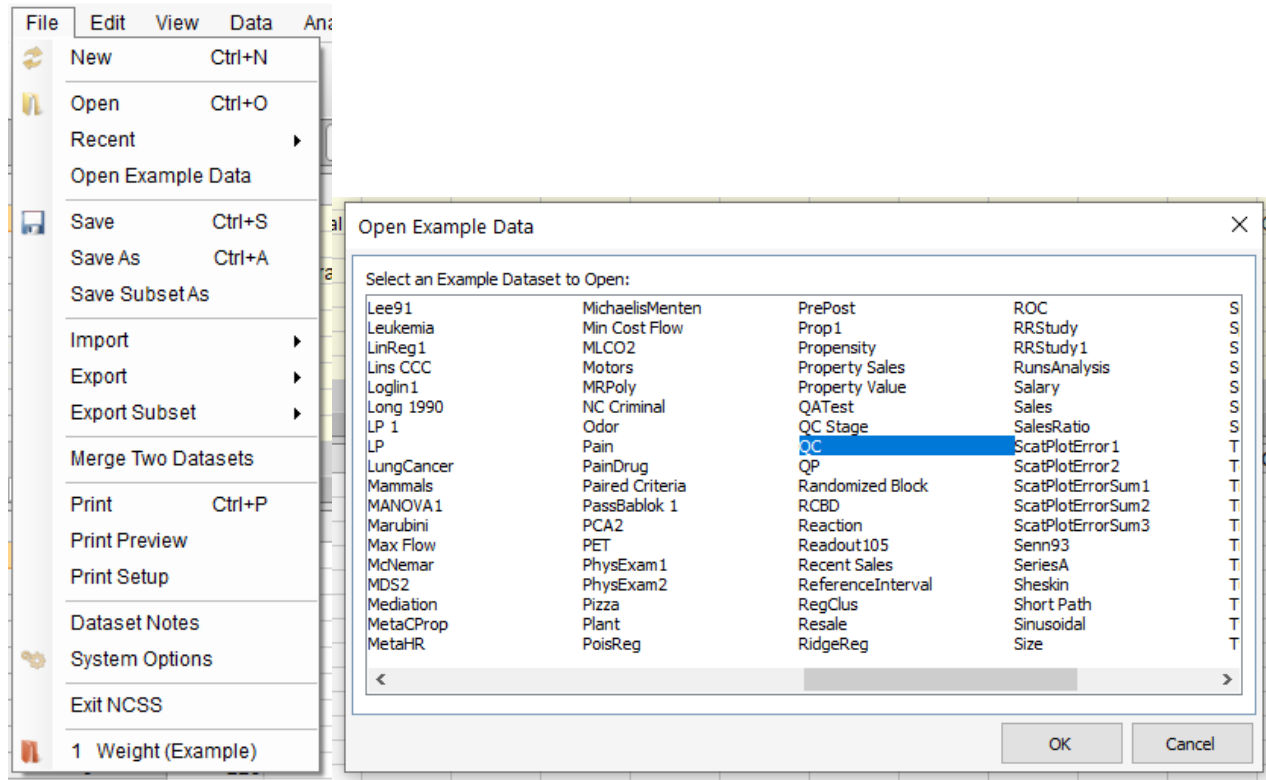 File Edit View Data Ana
New Ctrl+N
Open Ctrl+O
Recent
Open Example Data
Save Ctrl+S
Save As Ctrl+A
Save Subset As
Import
Export
Export Subset
Merge Two Datasets
Print Ctrl+P
Print Preview
Print Setup
Dataset Notes
System Options
Exit NCSS
1 Weight (Example)
Open Example Data
Select an Example Dataset to Open:
Lee91 MichaelisMenten PrePost ROC S
Leukemia Min Cost Flow Prop1 RRStudy S
LinReg1 MLCO2 Propensity RRStudy1 S
Lins CCC Motors Property Sales RunsAnalysis S
Loglin1 MRPoly Property Value Salary S
Long 1990 NC Criminal QATest Sales S
LP 1 Odor QC Stage SalesRatio S
LP Pain QC ScatPlotError1 T
LungCancer PainDrug QP ScatPlotError2 T
Mammals Paired Criteria Randomized Block ScatPlotErrorSum1 T
MANOVA1 PassBablok 1 RCBD ScatPlotErrorSum2 T
Marubini PCA2 Reaction ScatPlotErrorSum3 T
Max Flow PET Readout105 Senn93 T
McNemar PhysExam1 Recent Sales SeriesA T
MDS2 PhysExam2 ReferenceInterval Sheskin T
Mediation Pizza RegClus Short Path T
MetaCProp Plant Resale Sinusoidal T
MetaHR PoisReg RidgeReg Size T
OK Cancel